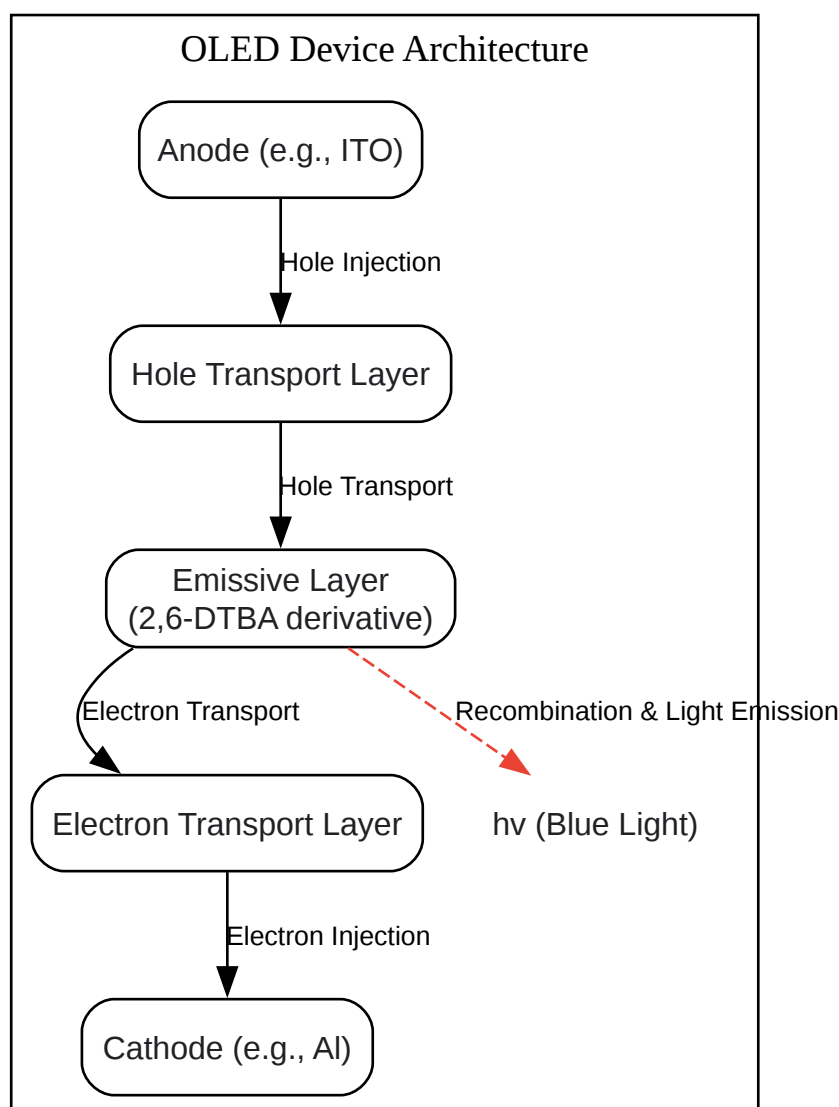 OLED Device Architecture
Anode (e.g., ITO)
Hole Injection
Hole Transport Layer
Hole Transport
Emissive Layer
(2,6-DTBA derivative)
Electron Transport
Recombination & Light Emission
Electron Transport Layer
hv (Blue Light)
Electron Injection
Cathode (e.g., Al)